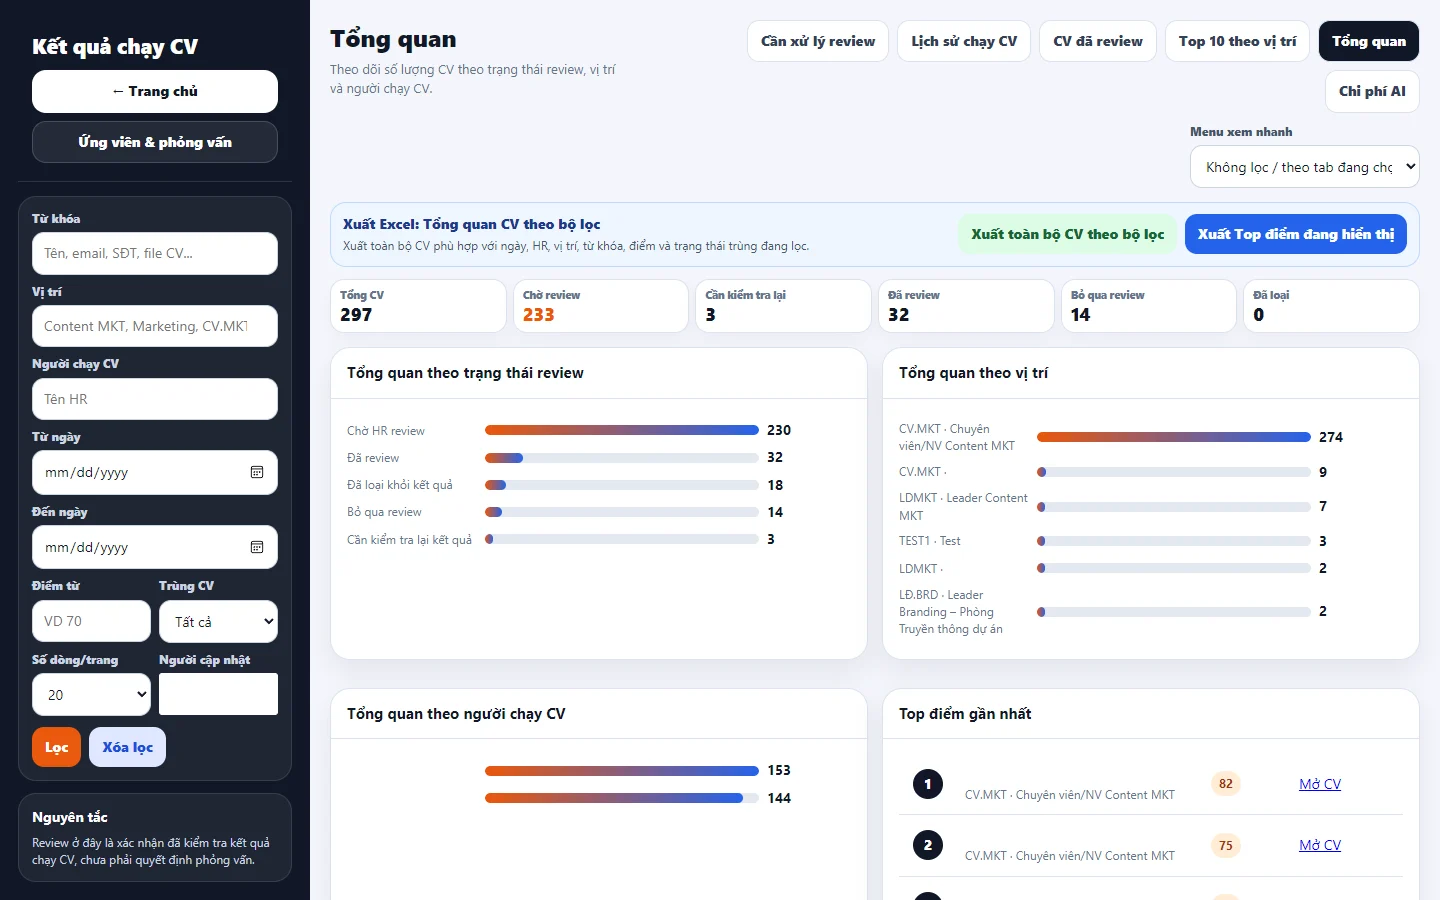 Kết quả chạy CV
← Trang chủ
Ứng viên & phỏng vấn
Từ khóa
Tên, email, SĐT, file CV...
Vị trí
Content MKT, Marketing, CV.MKT
Người chạy CV
Tên HR
Từ ngày
mm/dd/yyyy
Đến ngày
mm/dd/yyyy
Điểm từ
Trùng CV
VD 70
Tất cả
Số dòng/trang
Người cập nhật
20
Lọc
Xóa lọc
Nguyên tắc
Review ở đây là xác nhận đã kiểm tra kết quả
chạy CV, chưa phải quyết định phỏng vấn.
Tổng quan
Theo dõi số lượng CV theo trạng thái review, vị trí
và người chạy CV.
Cần xử lý review
Lịch sử chạy CV
CV đã review
Top 10 theo vị trí
Tổng quan
Chi phí AI
Menu xem nhanh
Không lọc / theo tab đang chọ
Xuất Excel: Tổng quan CV theo bộ lọc
Xuất toàn bộ CV phù hợp với ngày, HR, vị trí, từ khóa, điểm và trạng thái trùng đang lọc.
Xuất toàn bộ CV theo bộ lọc
Xuất Top điểm đang hiển thị
Tổng CV
297
Chờ review
233
Cần kiểm tra lại
3
Đã review
32
Bỏ qua review
14
Đã loại
0
Tổng quan theo trạng thái review
Chờ HR review
230
Đã review
32
Đã loại khỏi kết quả
18
Bỏ qua review
14
Cần kiểm tra lại kết quả
3
Tổng quan theo vị trí
CV.MKT · Chuyên
viên/NV Content MKT
274
CV.MKT ·
9
LDMKT · Leader Content
MKT
7
TEST1 · Test
3
LDMKT ·
2
LĐ.BRD · Leader
Branding – Phòng
Truyền thông dự án
2
Tổng quan theo người chạy CV
153
144
Top điểm gần nhất
1
CV.MKT · Chuyên viên/NV Content MKT
82
Mở CV
2
CV.MKT · Chuyên viên/NV Content MKT
75
Mở CV